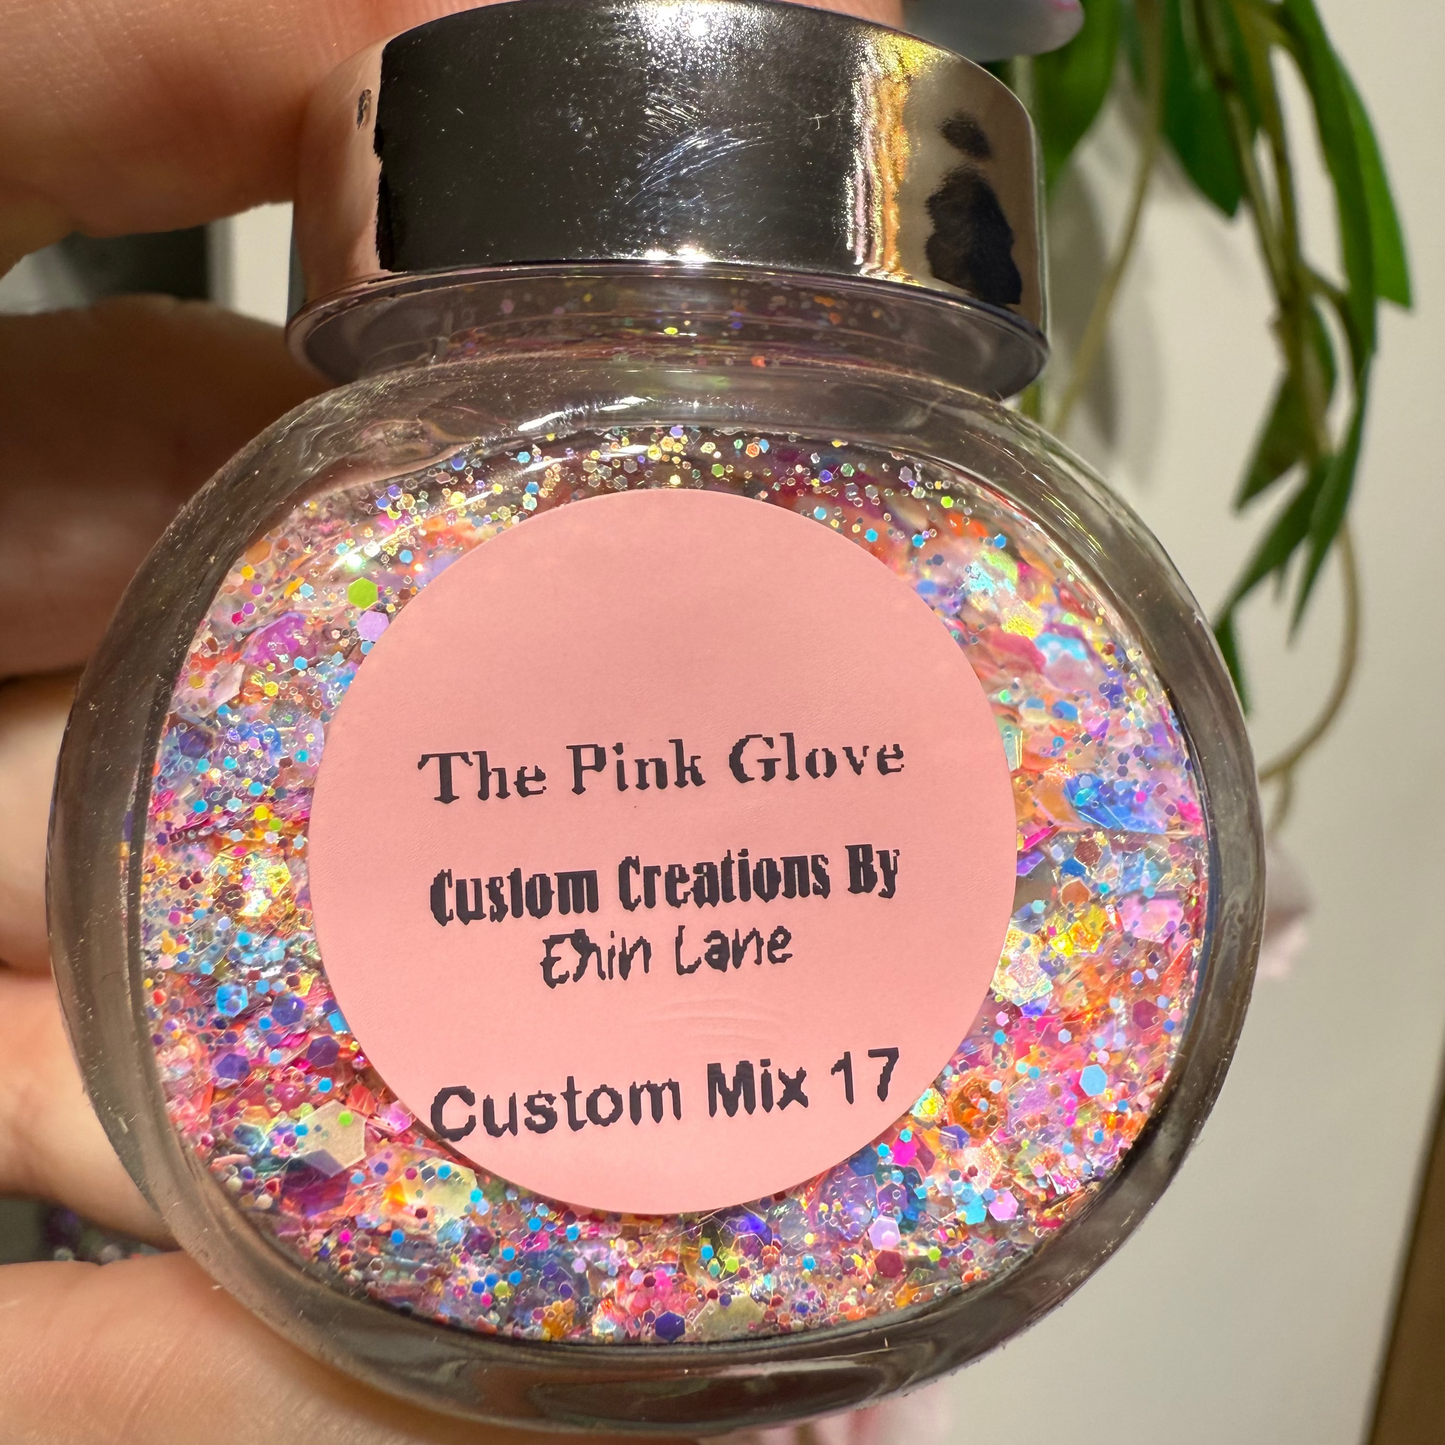 The Pink Glove
Custom Creations By
Erin Lane
Custom Mix 17